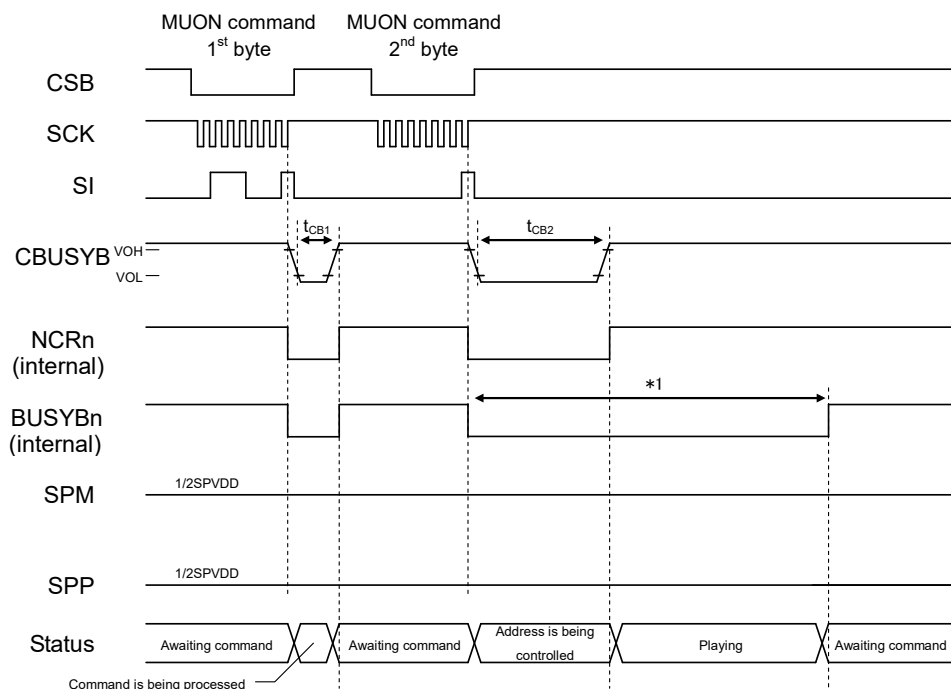 MUON command
1st byte
MUON command
2nd byte
CSB
SCK
SI
tCB1
tCB2
CBUSYB
VOH
VOL
NCRn
(internal)
*1
BUSYBn
(internal)
SPM
1/2SPVDD
SPP
1/2SPVDD
Status
Awaiting command
Awaiting command
Address is being
controlled
Playing
Awaiting command
Command is being processed